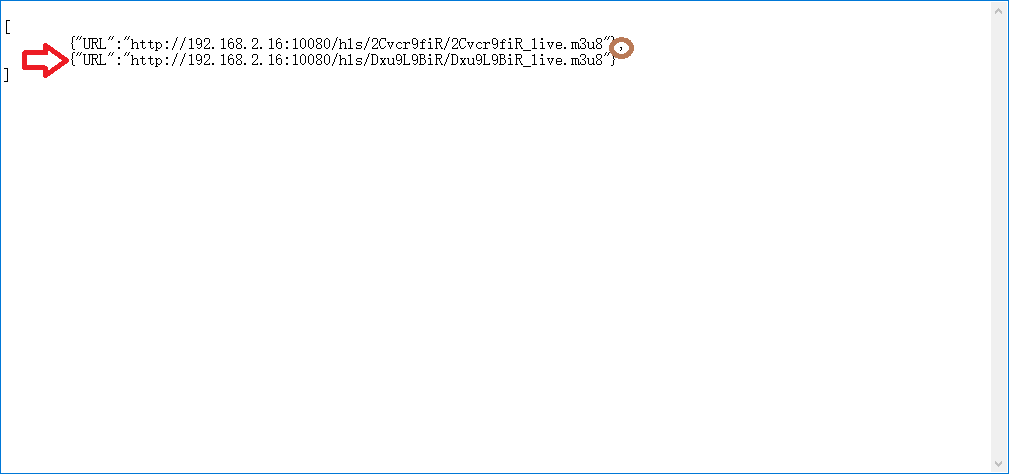 [
{"URL":"http://192.168.2.16:10080/hls/2Cvcr9fiR/2Cvcr9fiR_live.m3u8"},
{"URL":"http://192.168.2.16:10080/hls/Dxu9L9BiR/Dxu9L9BiR_live.m3u8"}
]